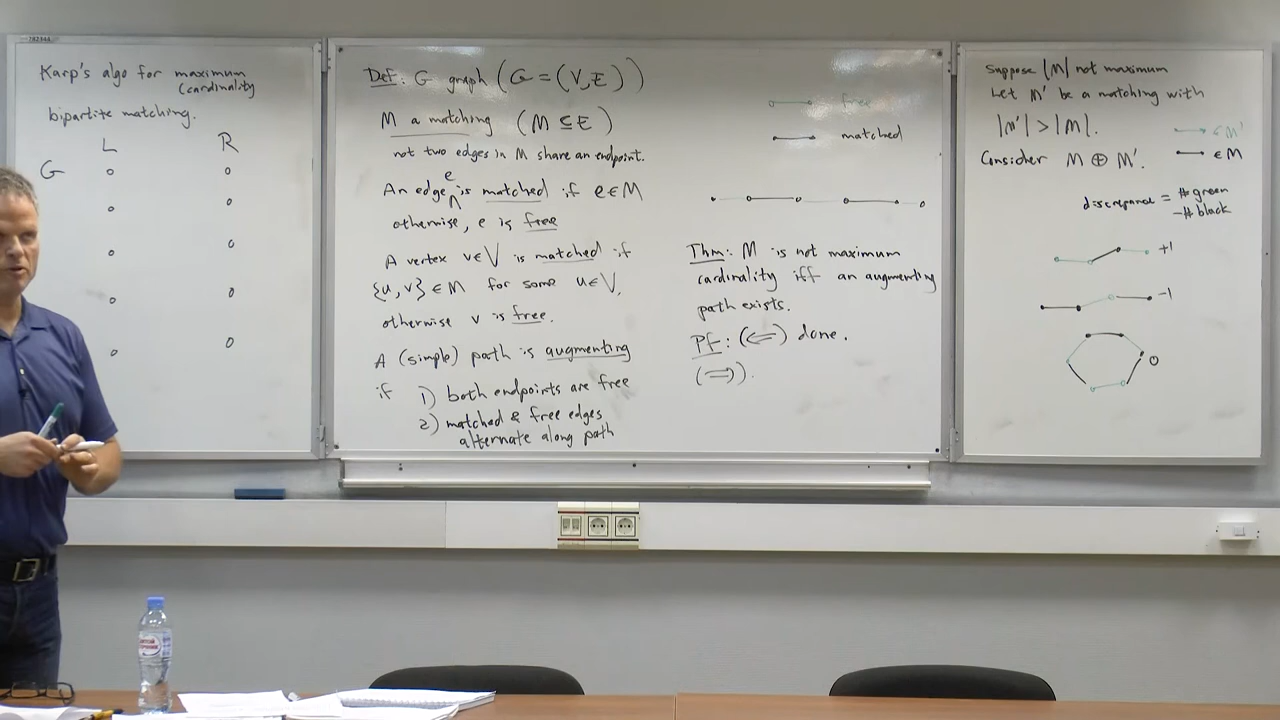 Karp's algo for maximum
(cardinality
bipartite matching.
L R
G
Def: G graph (G = (V,E))
M a matching (M ⊆ E)
not two edges in M share an endpoint.
An edge e is matched if e ∈ M
otherwise, e is free
A vertex v∈V is matched if
{u,v} ∈ M for some u∈V,
otherwise v is free.
A (simple) path is augmenting
if 1) both endpoints are free
2) matched & free edges
alternate along path
free
matched
Thm: M is not maximum
cardinality iff an augmenting
path exists.
Pf: (⇐) done.
(⇒).
Suppose |M| not maximum
Let M' be a matching with
|M'| > |M|.
∈ M'
Consider M ⊕ M'.
∈ M
discrepance = # green
- # black
+1
-1
0